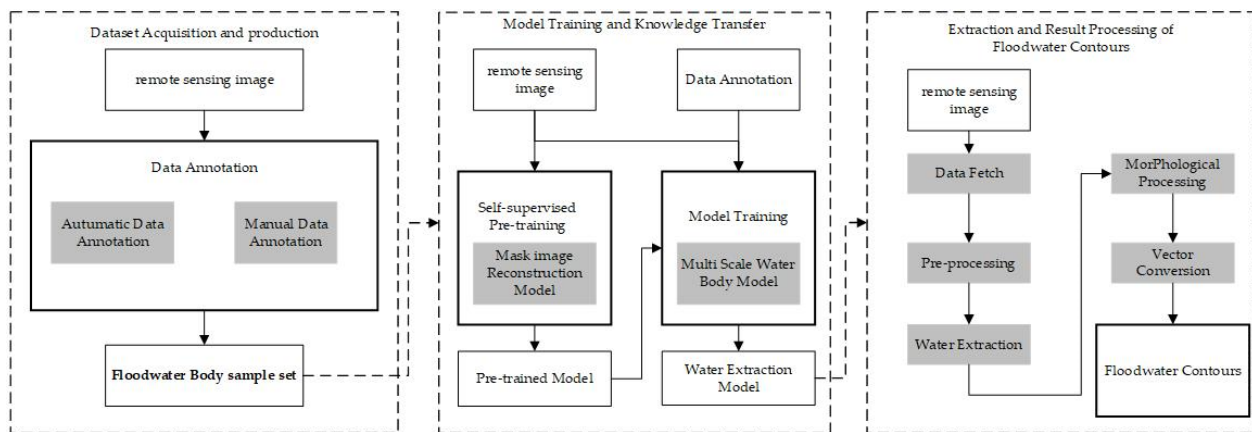 Dataset Acquisition and production
remote sensing image
Data Annotation
Autumatic Data
Annotation
Manual Data
Annotation
Floodwater Body sample set
Model Training and Knowledge Transfer
remote sensing
image
Data Annotation
Self-supervised
Pre-training
Mask image
Reconstruction
Model
Model Training
Multi Scale Water
Body Model
Pre-trained Model
Water Extraction
Model
Extraction and Result Processing of
Floodwater Contours
remote sensing
image
Data Fetch
Pre-processing
Water Extraction
MorPhological
Processing
Vector
Conversion
Floodwater Contours